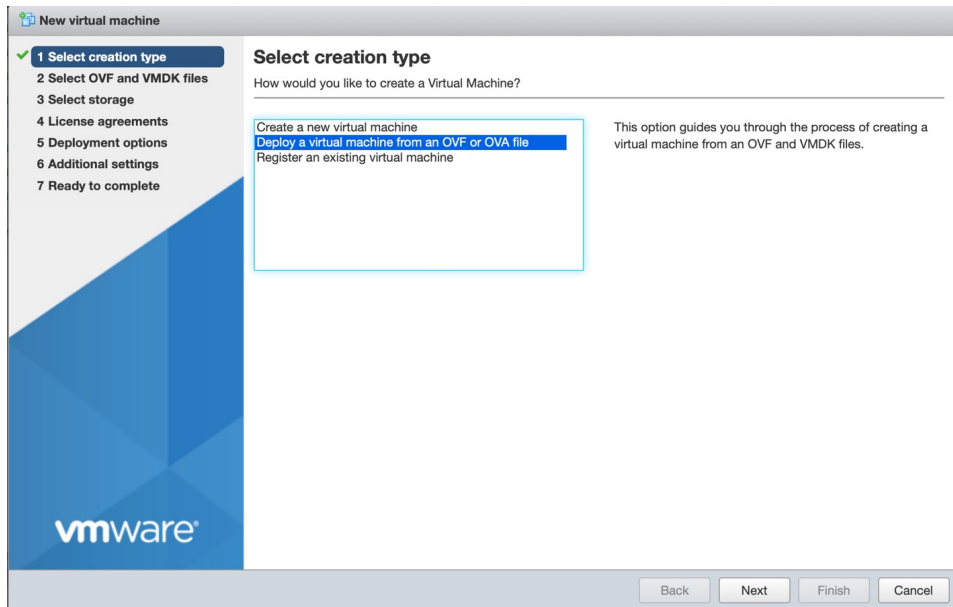 New virtual machine
1 Select creation type
2 Select OVF and VMDK files
3 Select storage
4 License agreements
5 Deployment options
6 Additional settings
7 Ready to complete
vmware®
Select creation type
How would you like to create a Virtual Machine?
Create a new virtual machine
Deploy a virtual machine from an OVF or OVA file
Register an existing virtual machine
This option guides you through the process of creating a
virtual machine from an OVF and VMDK files.
Back Next Finish Cancel